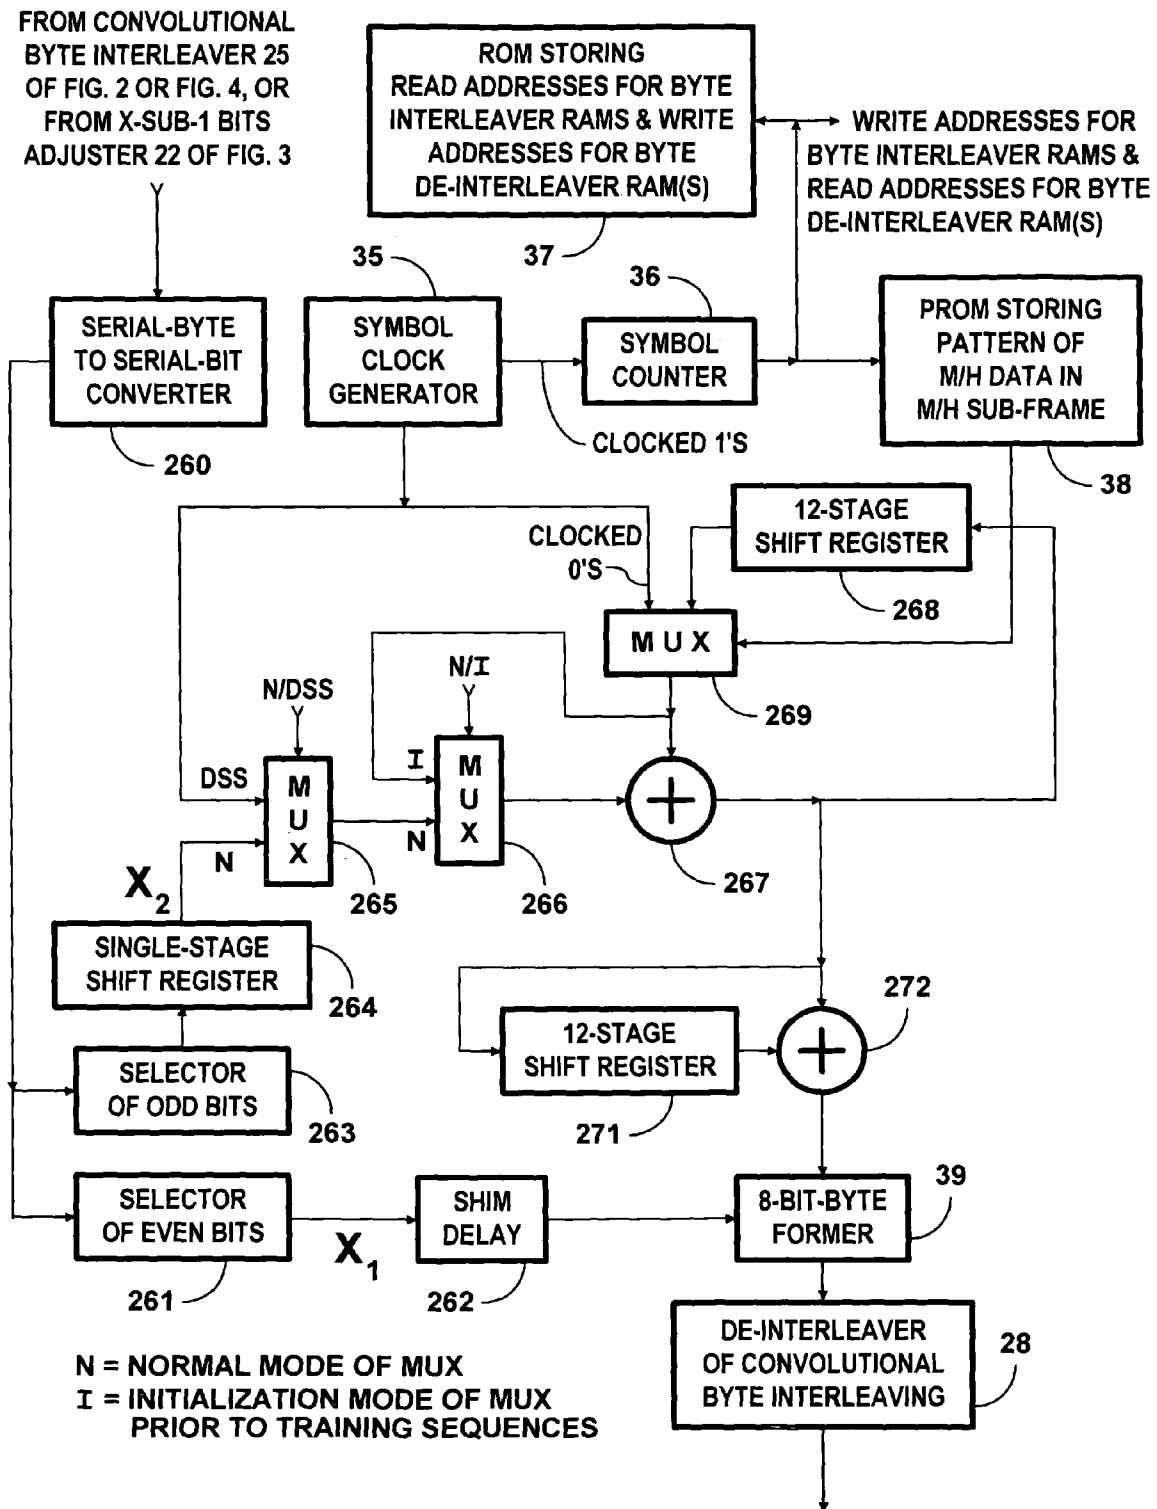 FROM CONVOLUTIONAL
BYTE INTERLEAVER 25
OF FIG. 2 OR FIG. 4, OR
FROM X-SUB-1 BITS
ADJUSTER 22 OF FIG. 3
ROM STORING
READ ADDRESSES FOR BYTE
INTERLEAVER RAMS & WRITE
ADDRESSES FOR BYTE
DE-INTERLEAVER RAM(S)
37
WRITE ADDRESSES FOR
BYTE INTERLEAVER RAMS &
READ ADDRESSES FOR BYTE
DE-INTERLEAVER RAM(S)
SERIAL-BYTE
TO SERIAL-BIT
CONVERTER
260
35
SYMBOL
CLOCK
GENERATOR
36
SYMBOL
COUNTER
CLOCKED 1'S
PROM STORING
PATTERN OF
M/H DATA IN
M/H SUB-FRAME
38
CLOCKED
0'S
12-STAGE
SHIFT REGISTER
268
MUX
269
N/DSS
N/I
DSS
N
MUX
265
I
N
MUX
266
+
267
X2
SINGLE-STAGE
SHIFT REGISTER
264
SELECTOR
OF ODD BITS
263
12-STAGE
SHIFT REGISTER
271
+
272
SELECTOR
OF EVEN BITS
261
X1
SHIM
DELAY
262
8-BIT-BYTE
FORMER
39
DE-INTERLEAVER
OF CONVOLUTIONAL
BYTE INTERLEAVING
28
N = NORMAL MODE OF MUX
I = INITIALIZATION MODE OF MUX
PRIOR TO TRAINING SEQUENCES